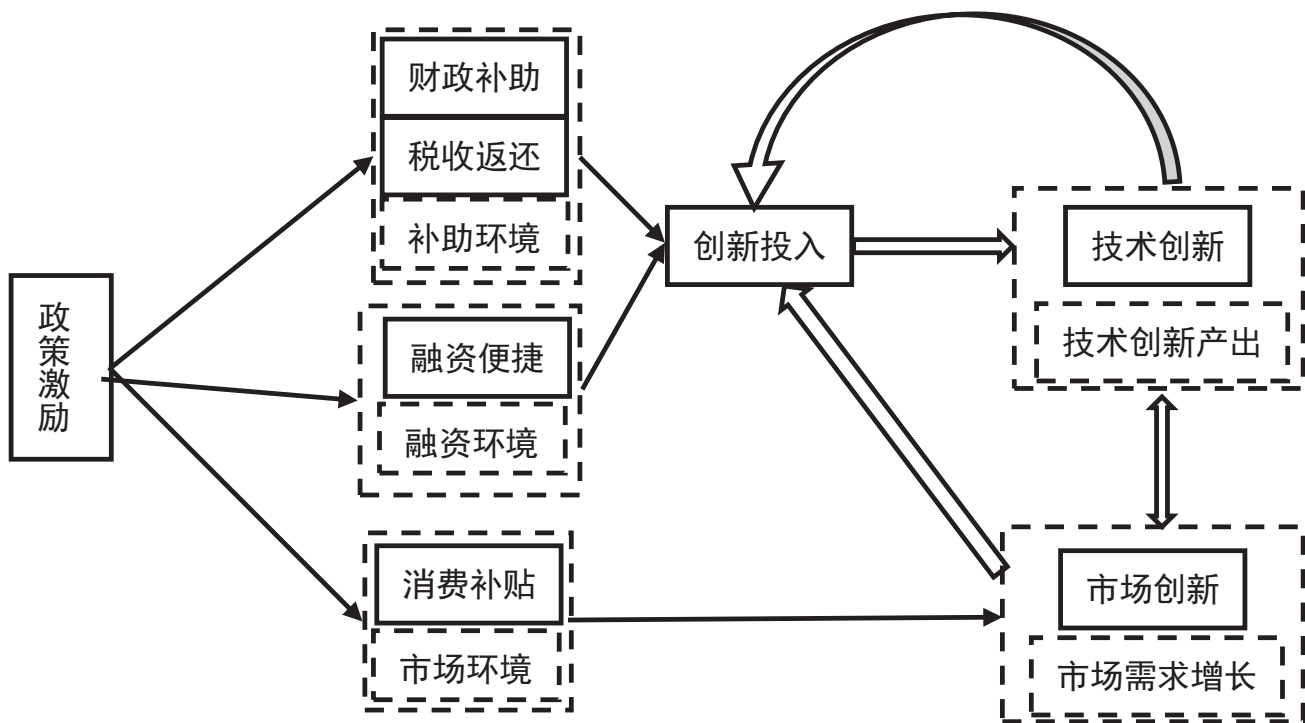 政策激励
财政补助
税收返还
补助环境
融资便捷
融资环境
消费补贴
市场环境
创新投入
技术创新
技术创新产出
市场创新
市场需求增长